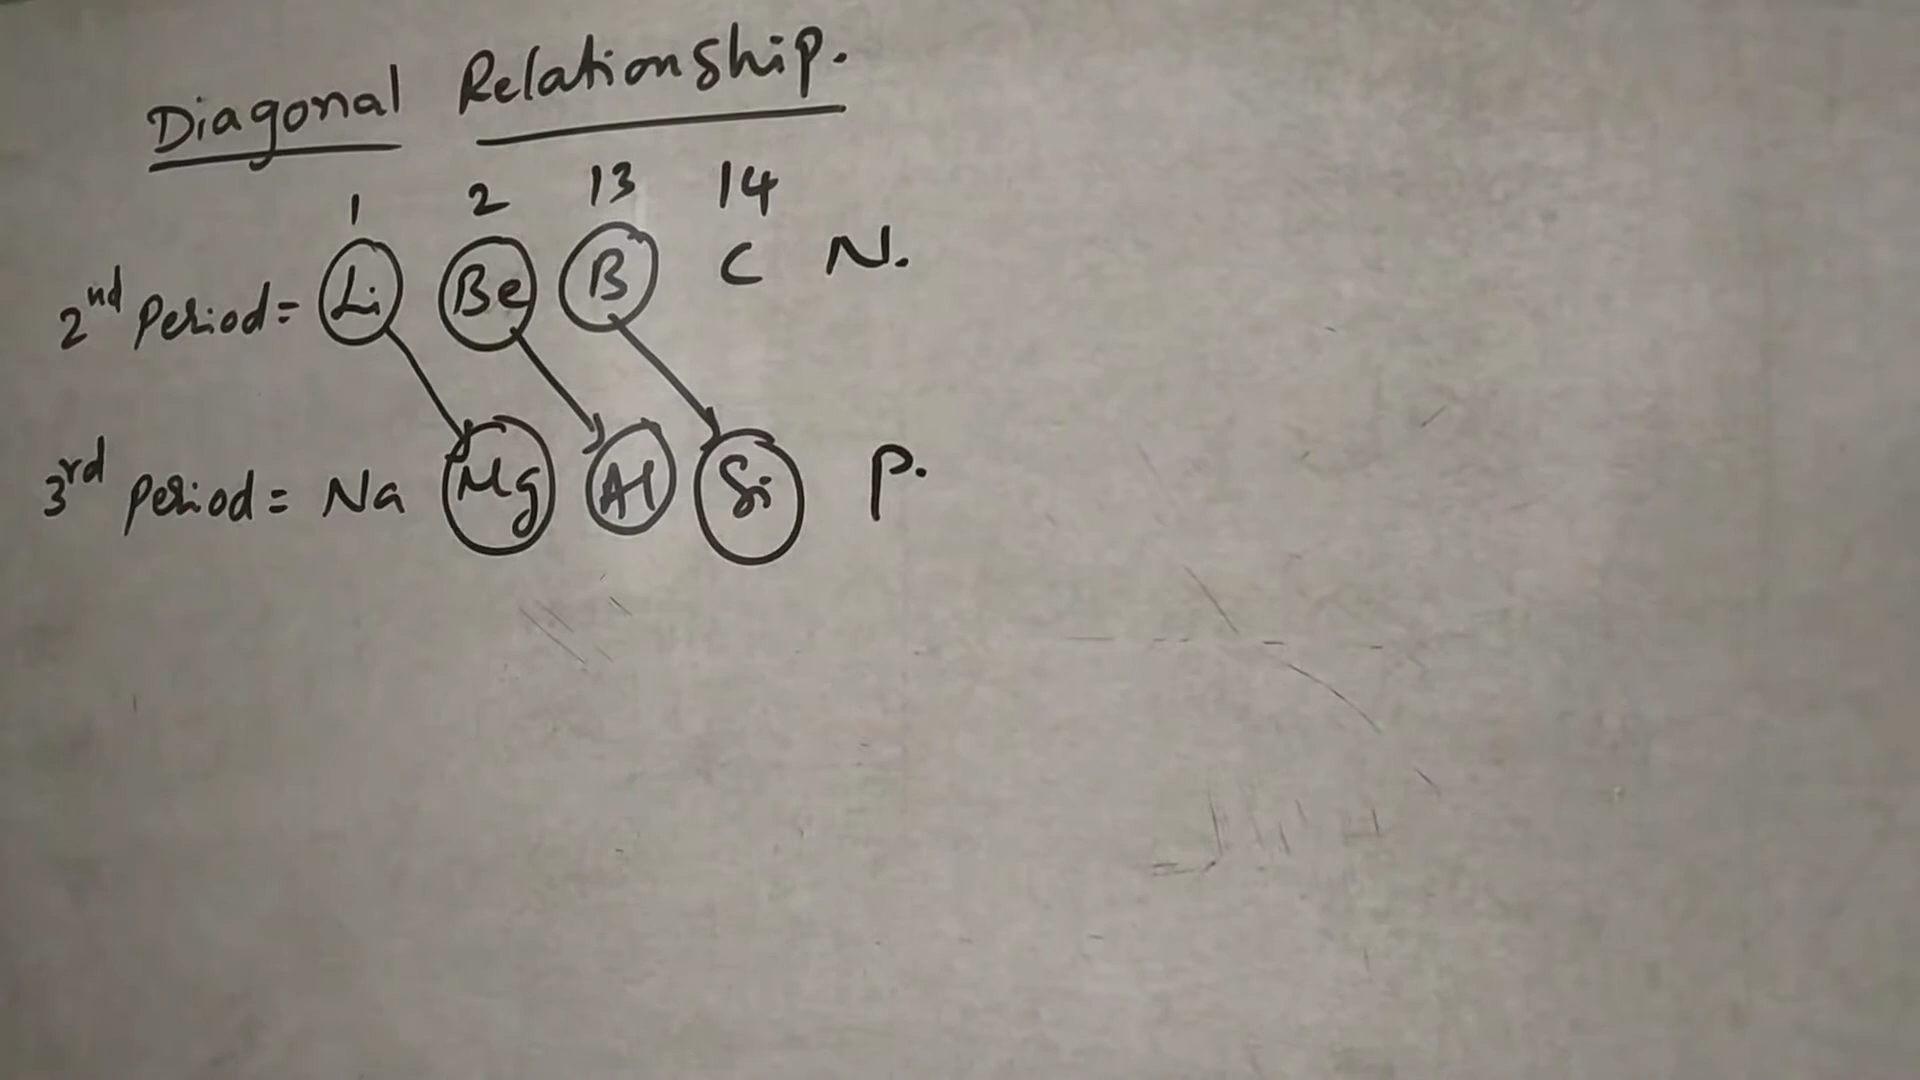 Diagonal Relationship.
1 2 13 14
2nd Period = Li Be B C N.
3rd Period = Na Mg Al Si P.